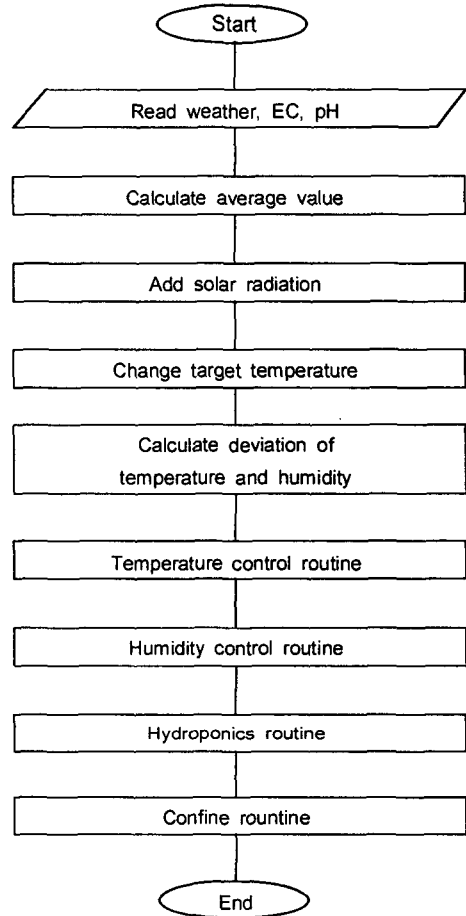 Start
Read weather, EC, pH
Calculate average value
Add solar radiation
Change target temperature
Calculate deviation of
temperature and humidity
Temperature control routine
Humidity control routine
Hydroponics routine
Confine rountine
End